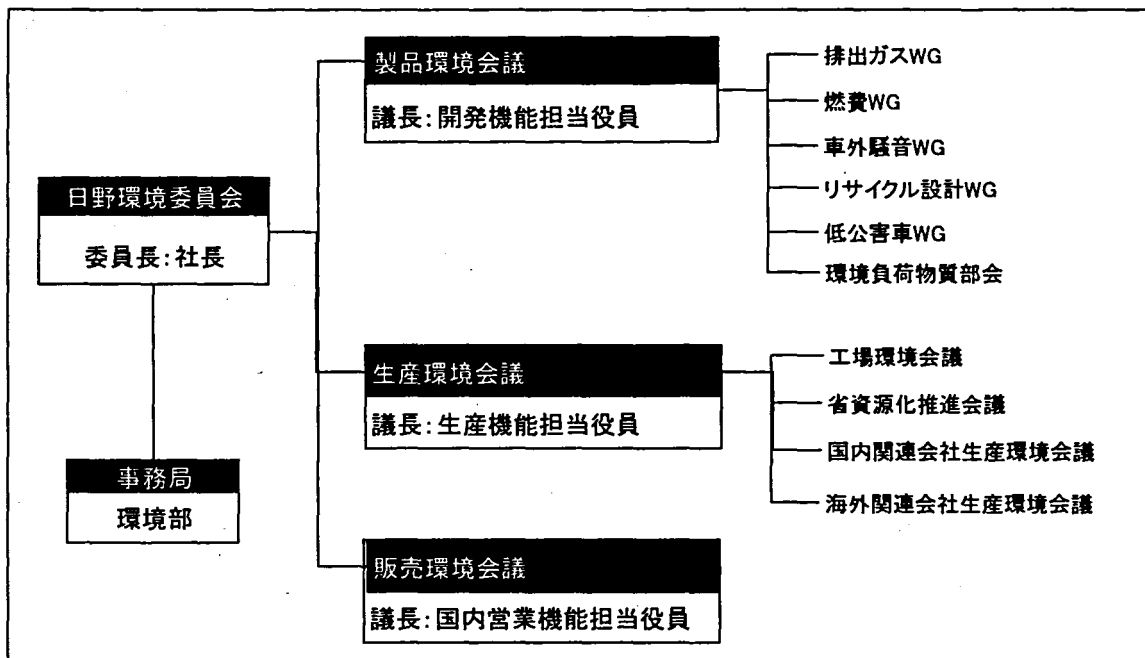 日野環境委員会
委員長:社長
事務局
環境部
製品環境会議
議長:開発機能担当役員
排出ガスWG
燃費WG
車外騒音WG
リサイクル設計WG
低公害車WG
環境負荷物質部会
生産環境会議
議長:生産機能担当役員
工場環境会議
省資源化推進会議
国内関連会社生産環境会議
海外関連会社生産環境会議
販売環境会議
議長:国内営業機能担当役員